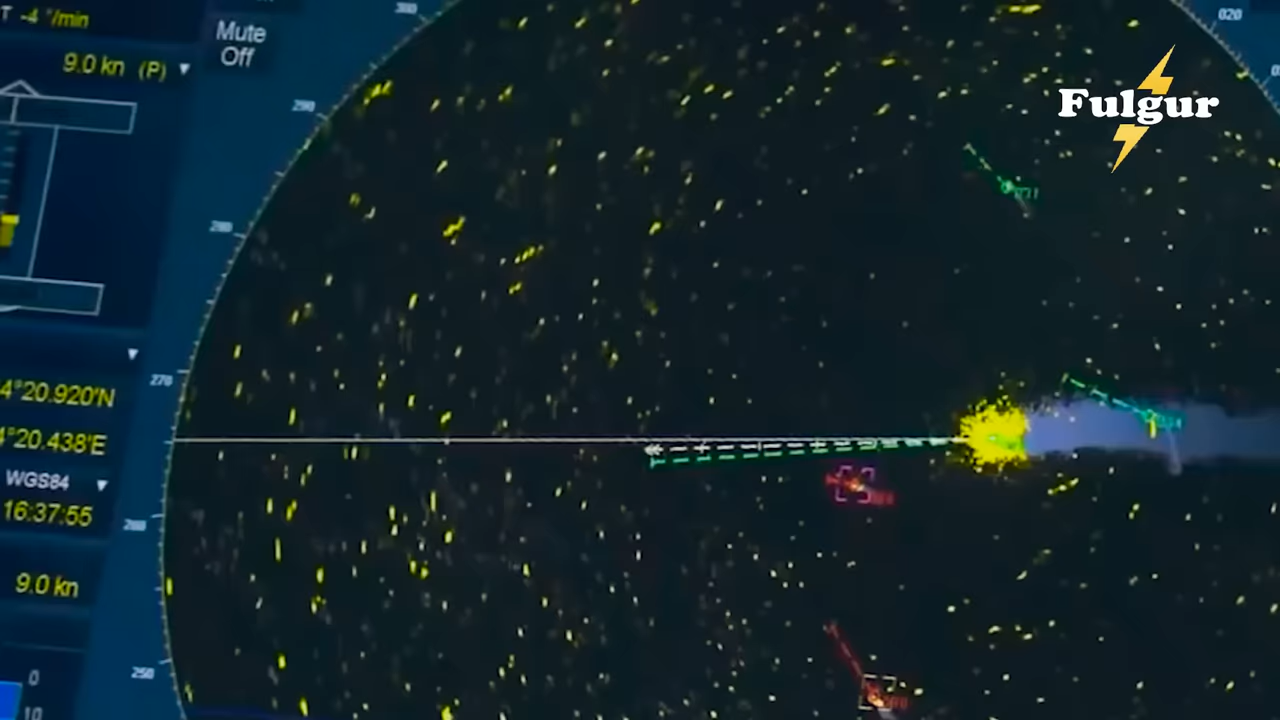 T -4 °/min
300
020
Mute
Off
9.0 kn (P)
Fulgur
290
280
270
4°20.920'N
4°20.438'E
WGS84
16:37:55
9.0 kn
250
0
10